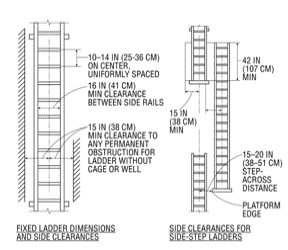 10–14 IN (25-36 CM)
ON CENTER,
UNIFORMLY SPACED
16 IN (41 CM)
MIN CLEARANCE
BETWEEN SIDE RAILS
15 IN (38 CM)
MIN CLEARANCE TO
ANY PERMANENT
OBSTRUCTION FOR
LADDER WITHOUT
CAGE OR WELL
FIXED LADDER DIMENSIONS
AND SIDE CLEARANCES
42 IN
(107 CM)
MIN
15 IN
(38 CM)
MIN
15–20 IN
(38–51 CM)
STEP-
ACROSS
DISTANCE
PLATFORM
EDGE
SIDE CLEARANCES FOR
SIDE-STEP LADDERS